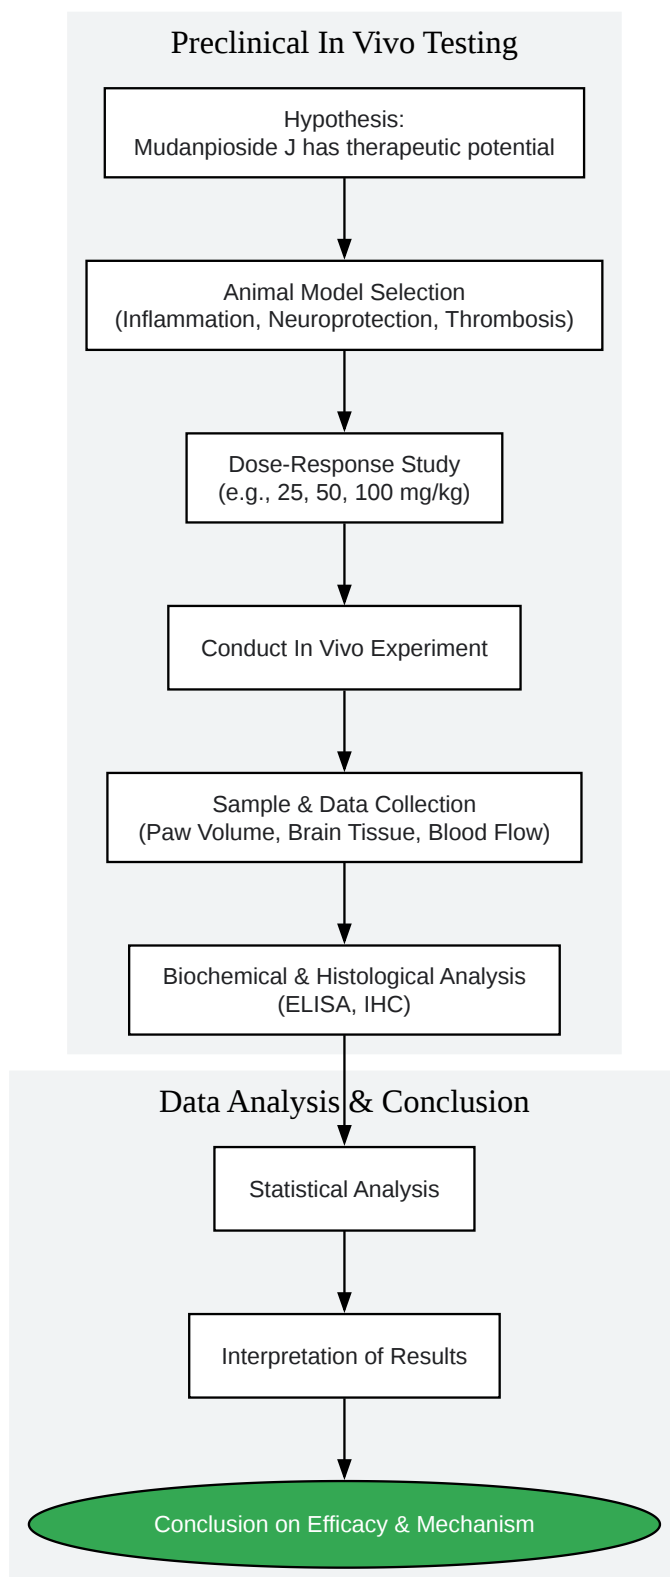 Preclinical In Vivo Testing
Hypothesis:
Mudanpioside J has therapeutic potential
Animal Model Selection
(Inflammation, Neuroprotection, Thrombosis)
Dose-Response Study
(e.g., 25, 50, 100 mg/kg)
Conduct In Vivo Experiment
Sample & Data Collection
(Paw Volume, Brain Tissue, Blood Flow)
Biochemical & Histological Analysis
(ELISA, IHC)
Data Analysis & Conclusion
Statistical Analysis
Interpretation of Results
Conclusion on Efficacy & Mechanism